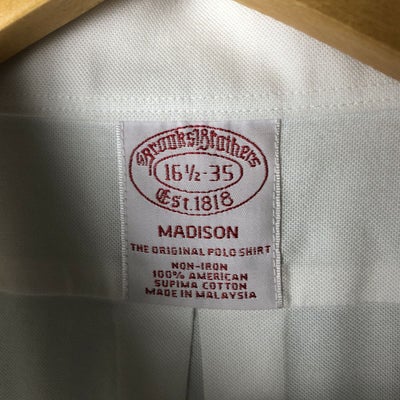 Brooks Brothers
16½-35
Est. 1818
MADISON
THE ORIGINAL POLO SHIRT
NON-IRON
100% AMERICAN
SUPIMA COTTON
MADE IN MALAYSIA